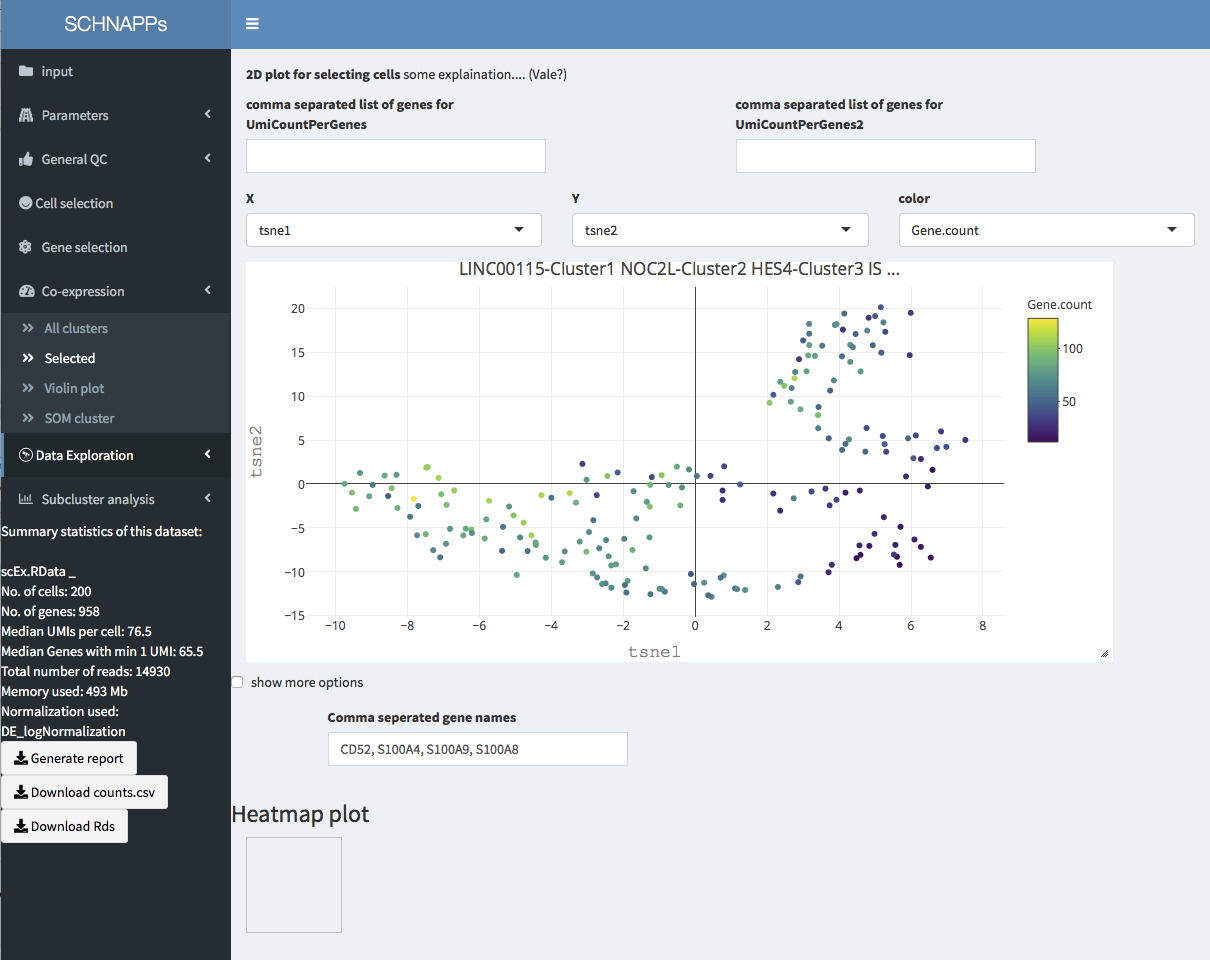 SCHNAPPs
input
Parameters
General QC
Cell selection
Gene selection
Co-expression
All clusters
Selected
Violin plot
SOM cluster
Data Exploration
Subcluster analysis
Summary statistics of this dataset:
scEx.RData _
No. of cells: 200
No. of genes: 958
Median UMIs per cell: 76.5
Median Genes with min 1 UMI: 65.5
Total number of reads: 14930
Memory used: 493 Mb
Normalization used:
DE_logNormalization
Generate report
Download counts.csv
Download Rds
2D plot for selecting cells some explaination.... (Vale?)
comma separated list of genes for
UmiCountPerGenes
comma separated list of genes for
UmiCountPerGenes2
X
Y
color
tsne1
tsne2
Gene.count
LINC00115-Cluster1 NOC2L-Cluster2 HES4-Cluster3 IS ...
20
15
10
5
0
−5
−10
−15
tsne2
−10
−8
−6
−4
−2
0
2
4
6
8
tsne1
Gene.count
100
50
show more options
Comma seperated gene names
CD52, S100A4, S100A9, S100A8
Heatmap plot